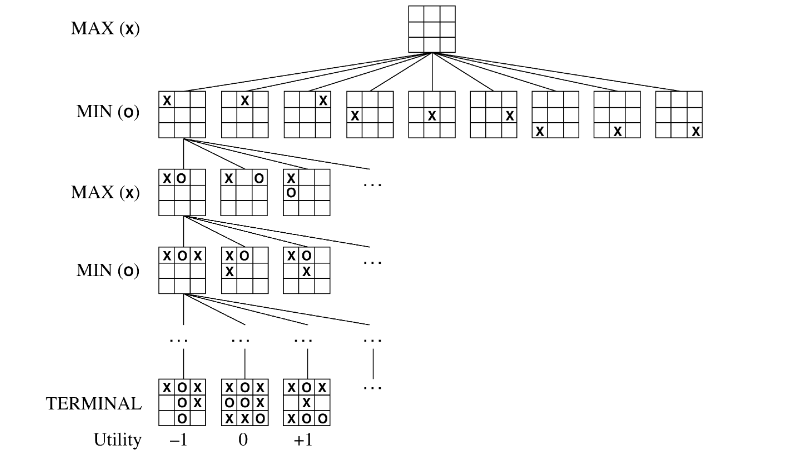 MAX (X)
MIN (O)
X X X X X X X X X
MAX (X)
X O X O X
O
...
MIN (O)
X O X X O X O
X X
...
... ... ... ...
TERMINAL
X O X X O X X O X
O X O O X X
O X X O X O O
...
Utility –1 0 +1